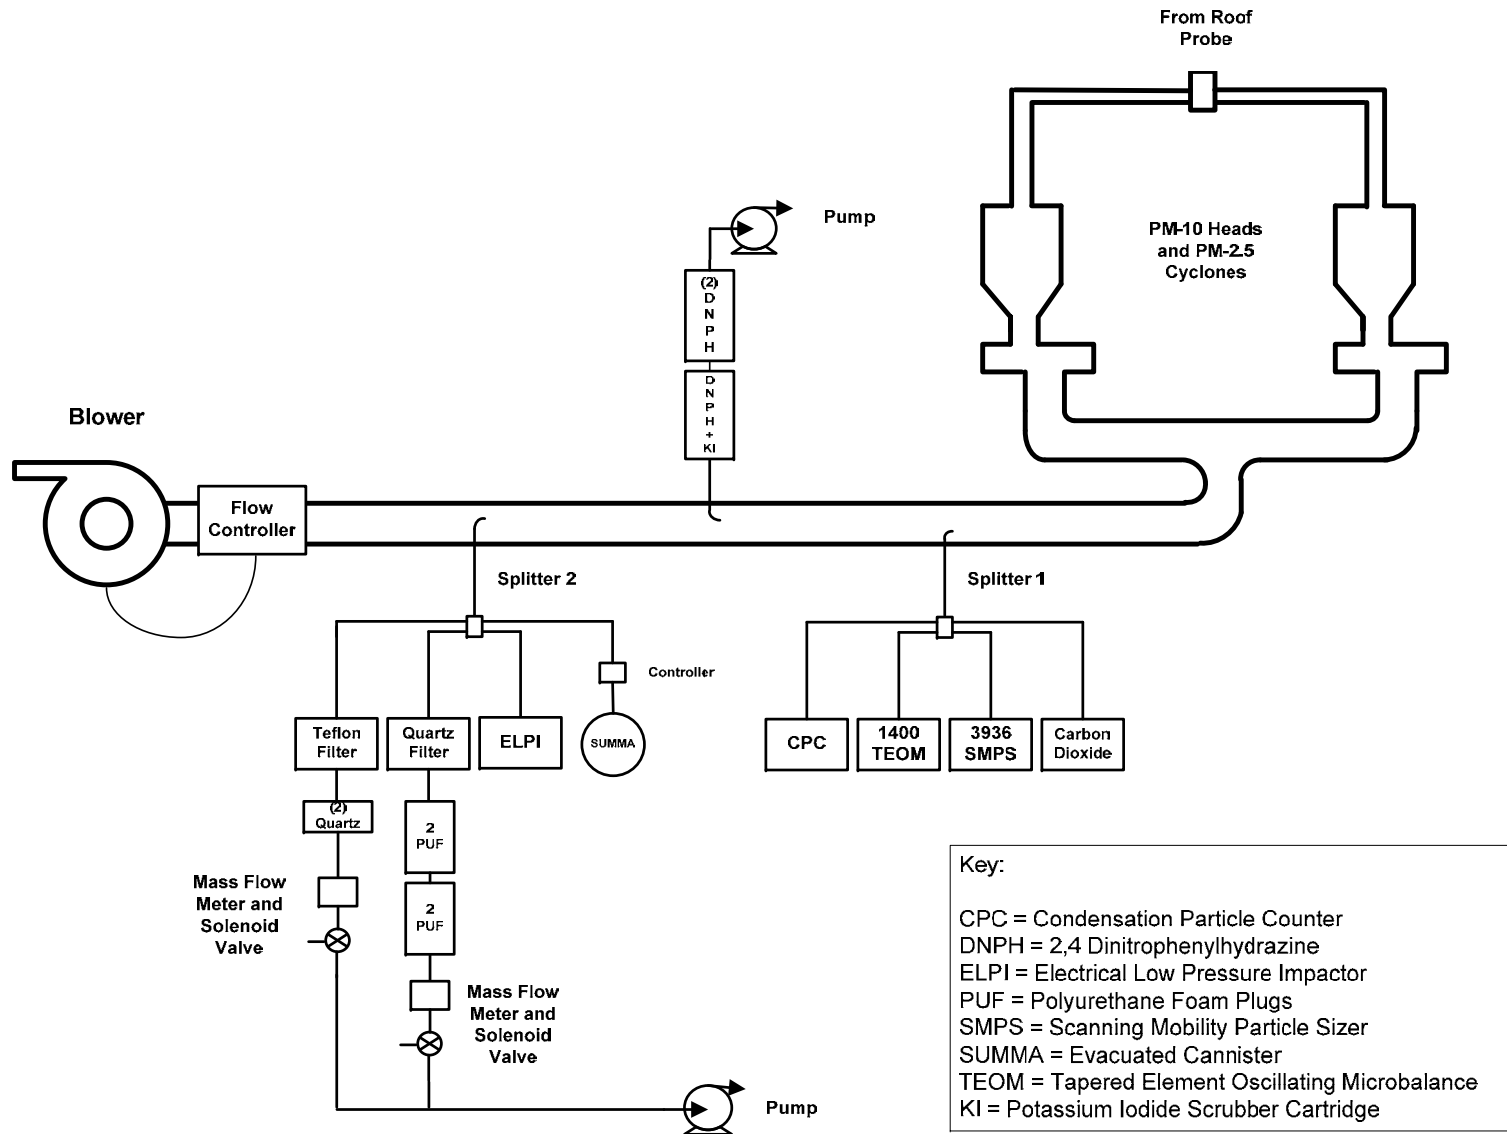 From Roof
Probe
Pump
PM-10 Heads
and PM-2.5
Cyclones
(2)
D
N
P
H
D
N
P
H
+
KI
Blower
Flow
Controller
Splitter 2
Splitter 1
Controller
Teflon
Filter
Quartz
Filter
ELPI
SUMMA
CPC
1400
TEOM
3936
SMPS
Carbon
Dioxide
(2)
Quartz
2
PUF
2
PUF
Mass Flow
Meter and
Solenoid
Valve
Mass Flow
Meter and
Solenoid
Valve
Pump
Key:
CPC = Condensation Particle Counter
DNPH = 2,4 Dinitrophenylhydrazine
ELPI = Electrical Low Pressure Impactor
PUF = Polyurethane Foam Plugs
SMPS = Scanning Mobility Particle Sizer
SUMMA = Evacuated Cannister
TEOM = Tapered Element Oscillating Microbalance
KI = Potassium Iodide Scrubber Cartridge